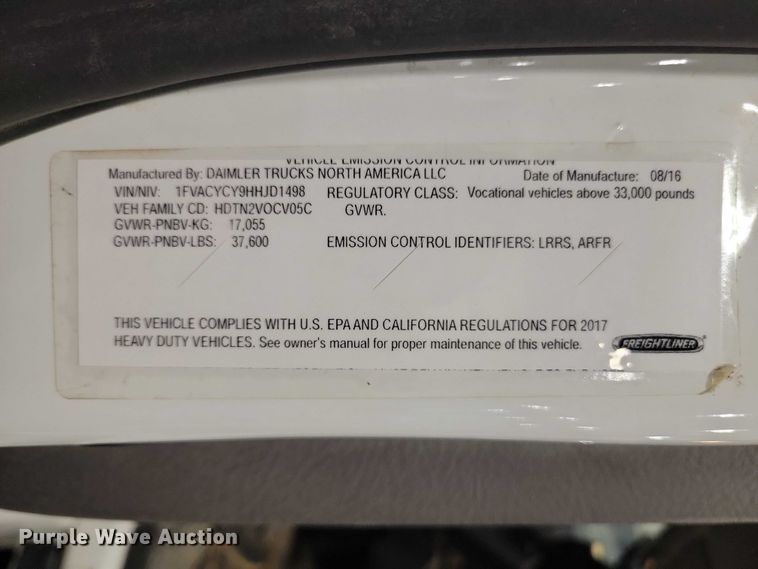 VEHICLE EMISSION CONTROL INFORMATION
Manufactured By: DAIMLER TRUCKS NORTH AMERICA LLC Date of Manufacture: 08/16
VIN/NIV: 1FVACYCY9HHJD1498 REGULATORY CLASS: Vocational vehicles above 33,000 pounds
VEH FAMILY CD: HDTN2VOCV05C GVWR.
GVWR-PNBV-KG: 17,055
GVWR-PNBV-LBS: 37,600 EMISSION CONTROL IDENTIFIERS: LRRS, ARFR
THIS VEHICLE COMPLIES WITH U.S. EPA AND CALIFORNIA REGULATIONS FOR 2017
HEAVY DUTY VEHICLES. See owner's manual for proper maintenance of this vehicle.
FREIGHTLINER
Purple Wave Auction